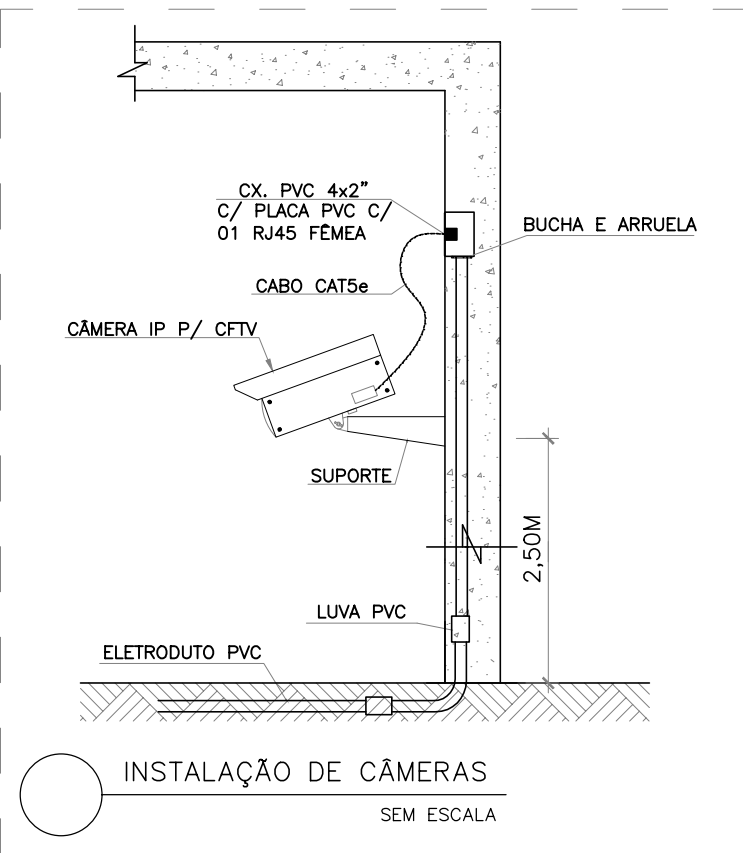 CX. PVC 4x2”
C/ PLACA PVC C/
01 RJ45 FÊMEA
BUCHA E ARRUELA
CABO CAT5e
CÂMERA IP P/ CFTV
SUPORTE
2,50M
LUVA PVC
ELETRODUTO PVC
INSTALAÇÃO DE CÂMERAS
SEM ESCALA